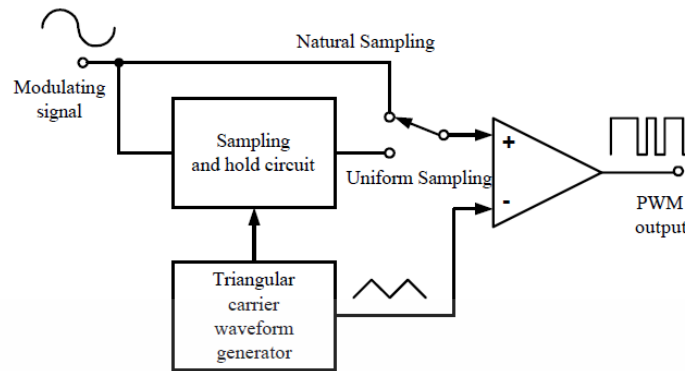 Natural Sampling
Modulating
signal
Sampling
and hold circuit
Uniform Sampling
+
-
PWM
output
Triangular
carrier
waveform
generator